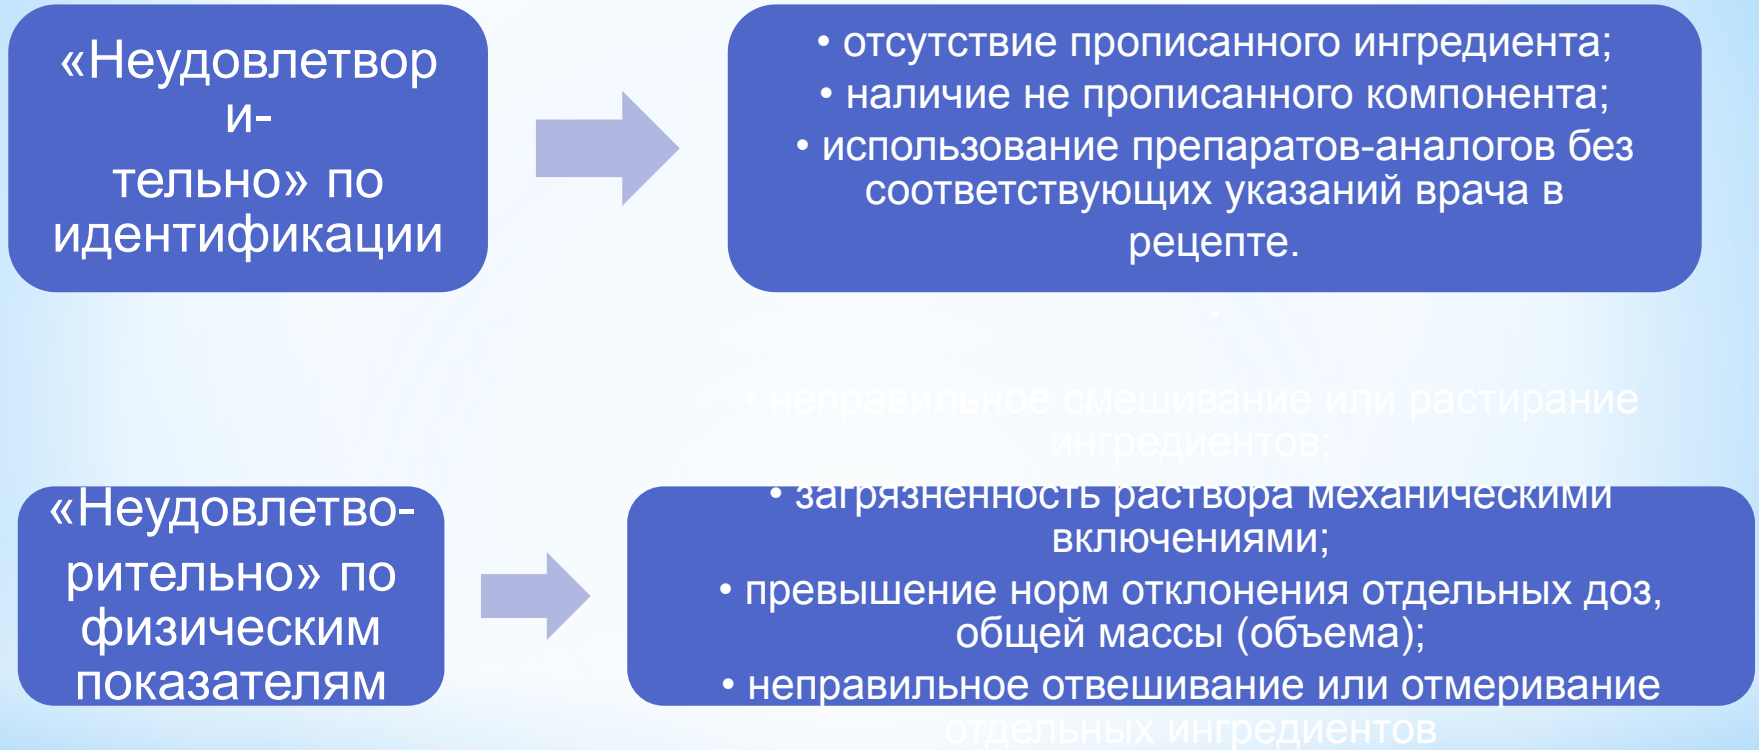 «Неудовлетвор
и-
тельно» по
идентификации
• отсутствие прописанного ингредиента;
• наличие не прописанного компонента;
• использование препаратов-аналогов без
соответствующих указаний врача в
рецепте.
•
«Неудовлетво-
рительно» по
физическим
показателям
• неправильное смешивание или растирание
ингредиентов;
• загрязненность раствора механическими
включениями;
• превышение норм отклонения отдельных доз,
общей массы (объема);
• неправильное отвешивание или отмеривание
отдельных ингредиентов